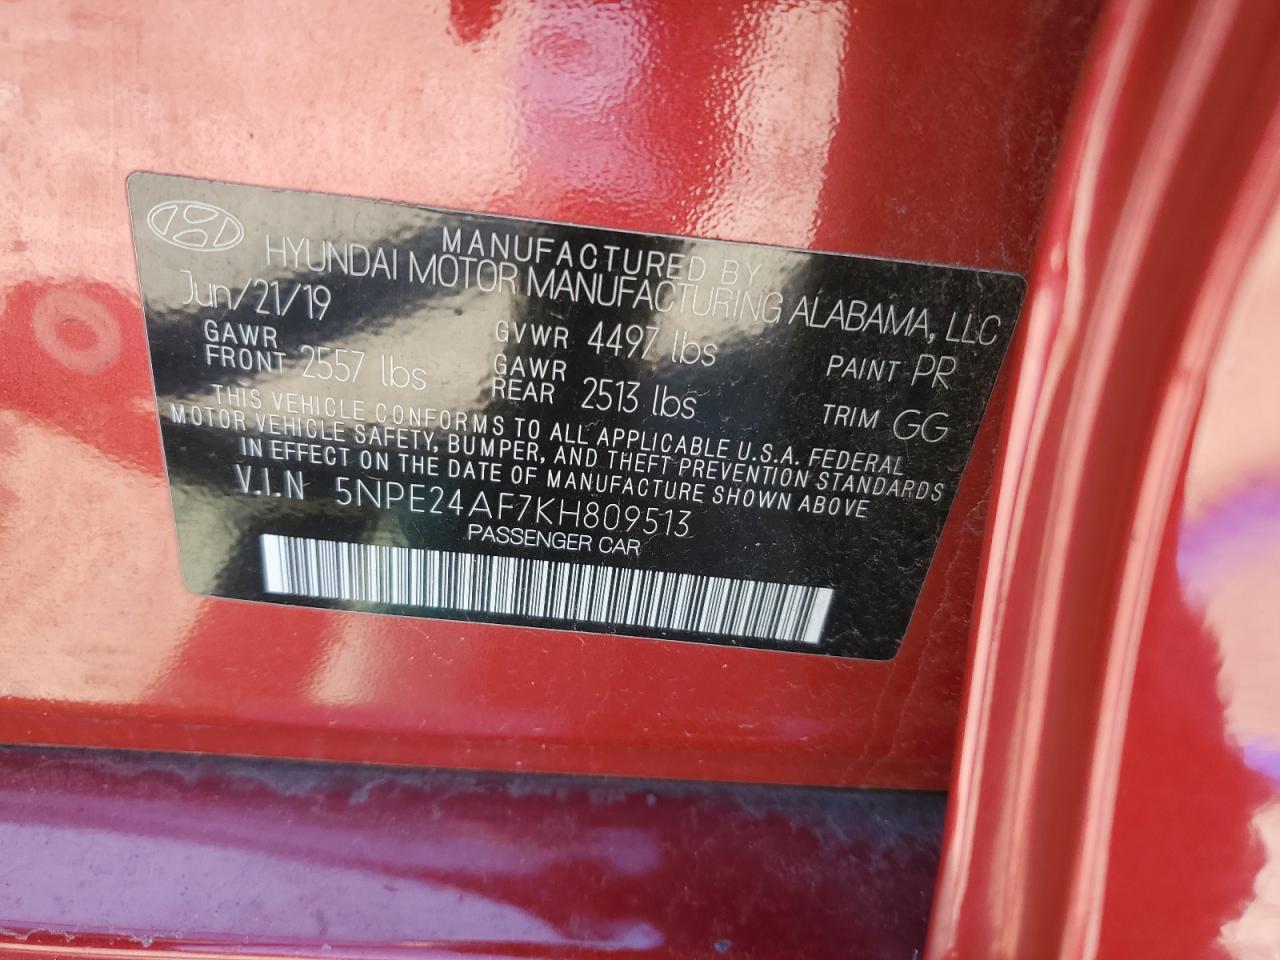 MANUFACTURED BY
HYUNDAI MOTOR MANUFACTURING ALABAMA, LLC
Jun/21/19
GVWR 4497 lbs
PAINT PR
GAWR FRONT 2557 lbs
GAWR REAR 2513 lbs
TRIM GG
THIS VEHICLE CONFORMS TO ALL APPLICABLE U.S.A. FEDERAL
MOTOR VEHICLE SAFETY, BUMPER, AND THEFT PREVENTION STANDARDS
IN EFFECT ON THE DATE OF MANUFACTURE SHOWN ABOVE
V.I.N 5NPE24AF7KH809513
PASSENGER CAR